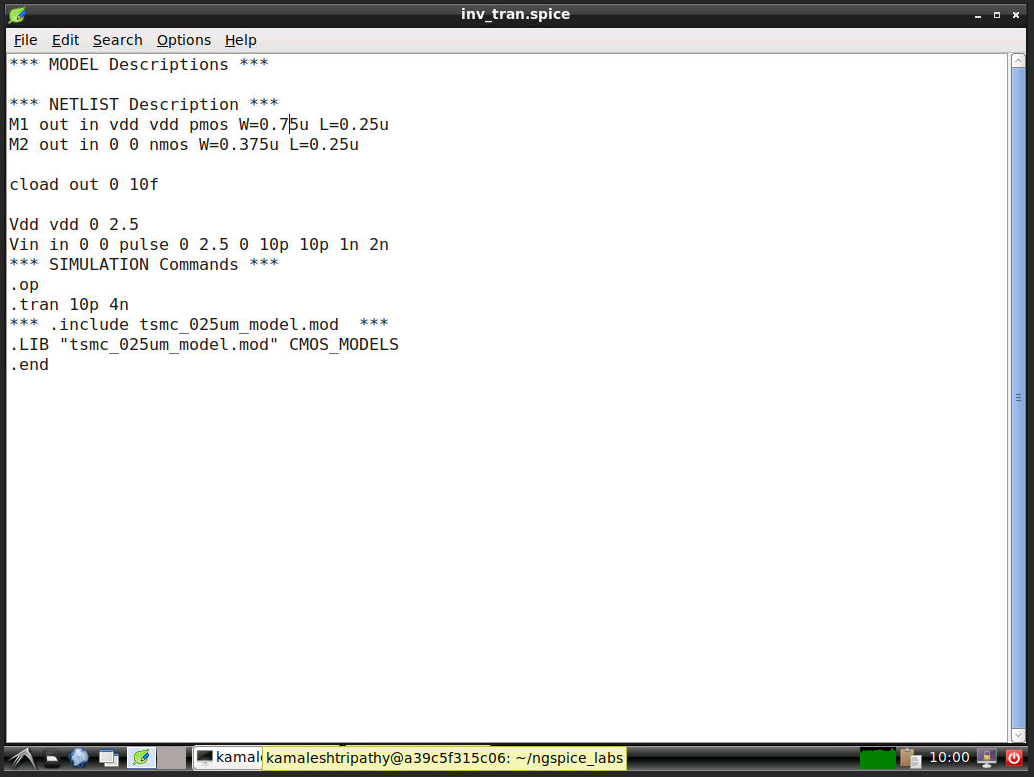 inv_tran.spice
File Edit Search Options Help
*** MODEL Descriptions ***
*** NETLIST Description ***
M1 out in vdd vdd pmos W=0.75u L=0.25u
M2 out in 0 0 nmos W=0.375u L=0.25u
cload out 0 10f
Vdd vdd 0 2.5
Vin in 0 0 pulse 0 2.5 0 10p 10p 1n 2n
*** SIMULATION Commands ***
.op
.tran 10p 4n
*** .include tsmc_025um_model.mod  ***
.LIB "tsmc_025um_model.mod" CMOS_MODELS
.end
kamale
kamaleshtripathy@a39c5f315c06: ~/ngspice_labs
10:00